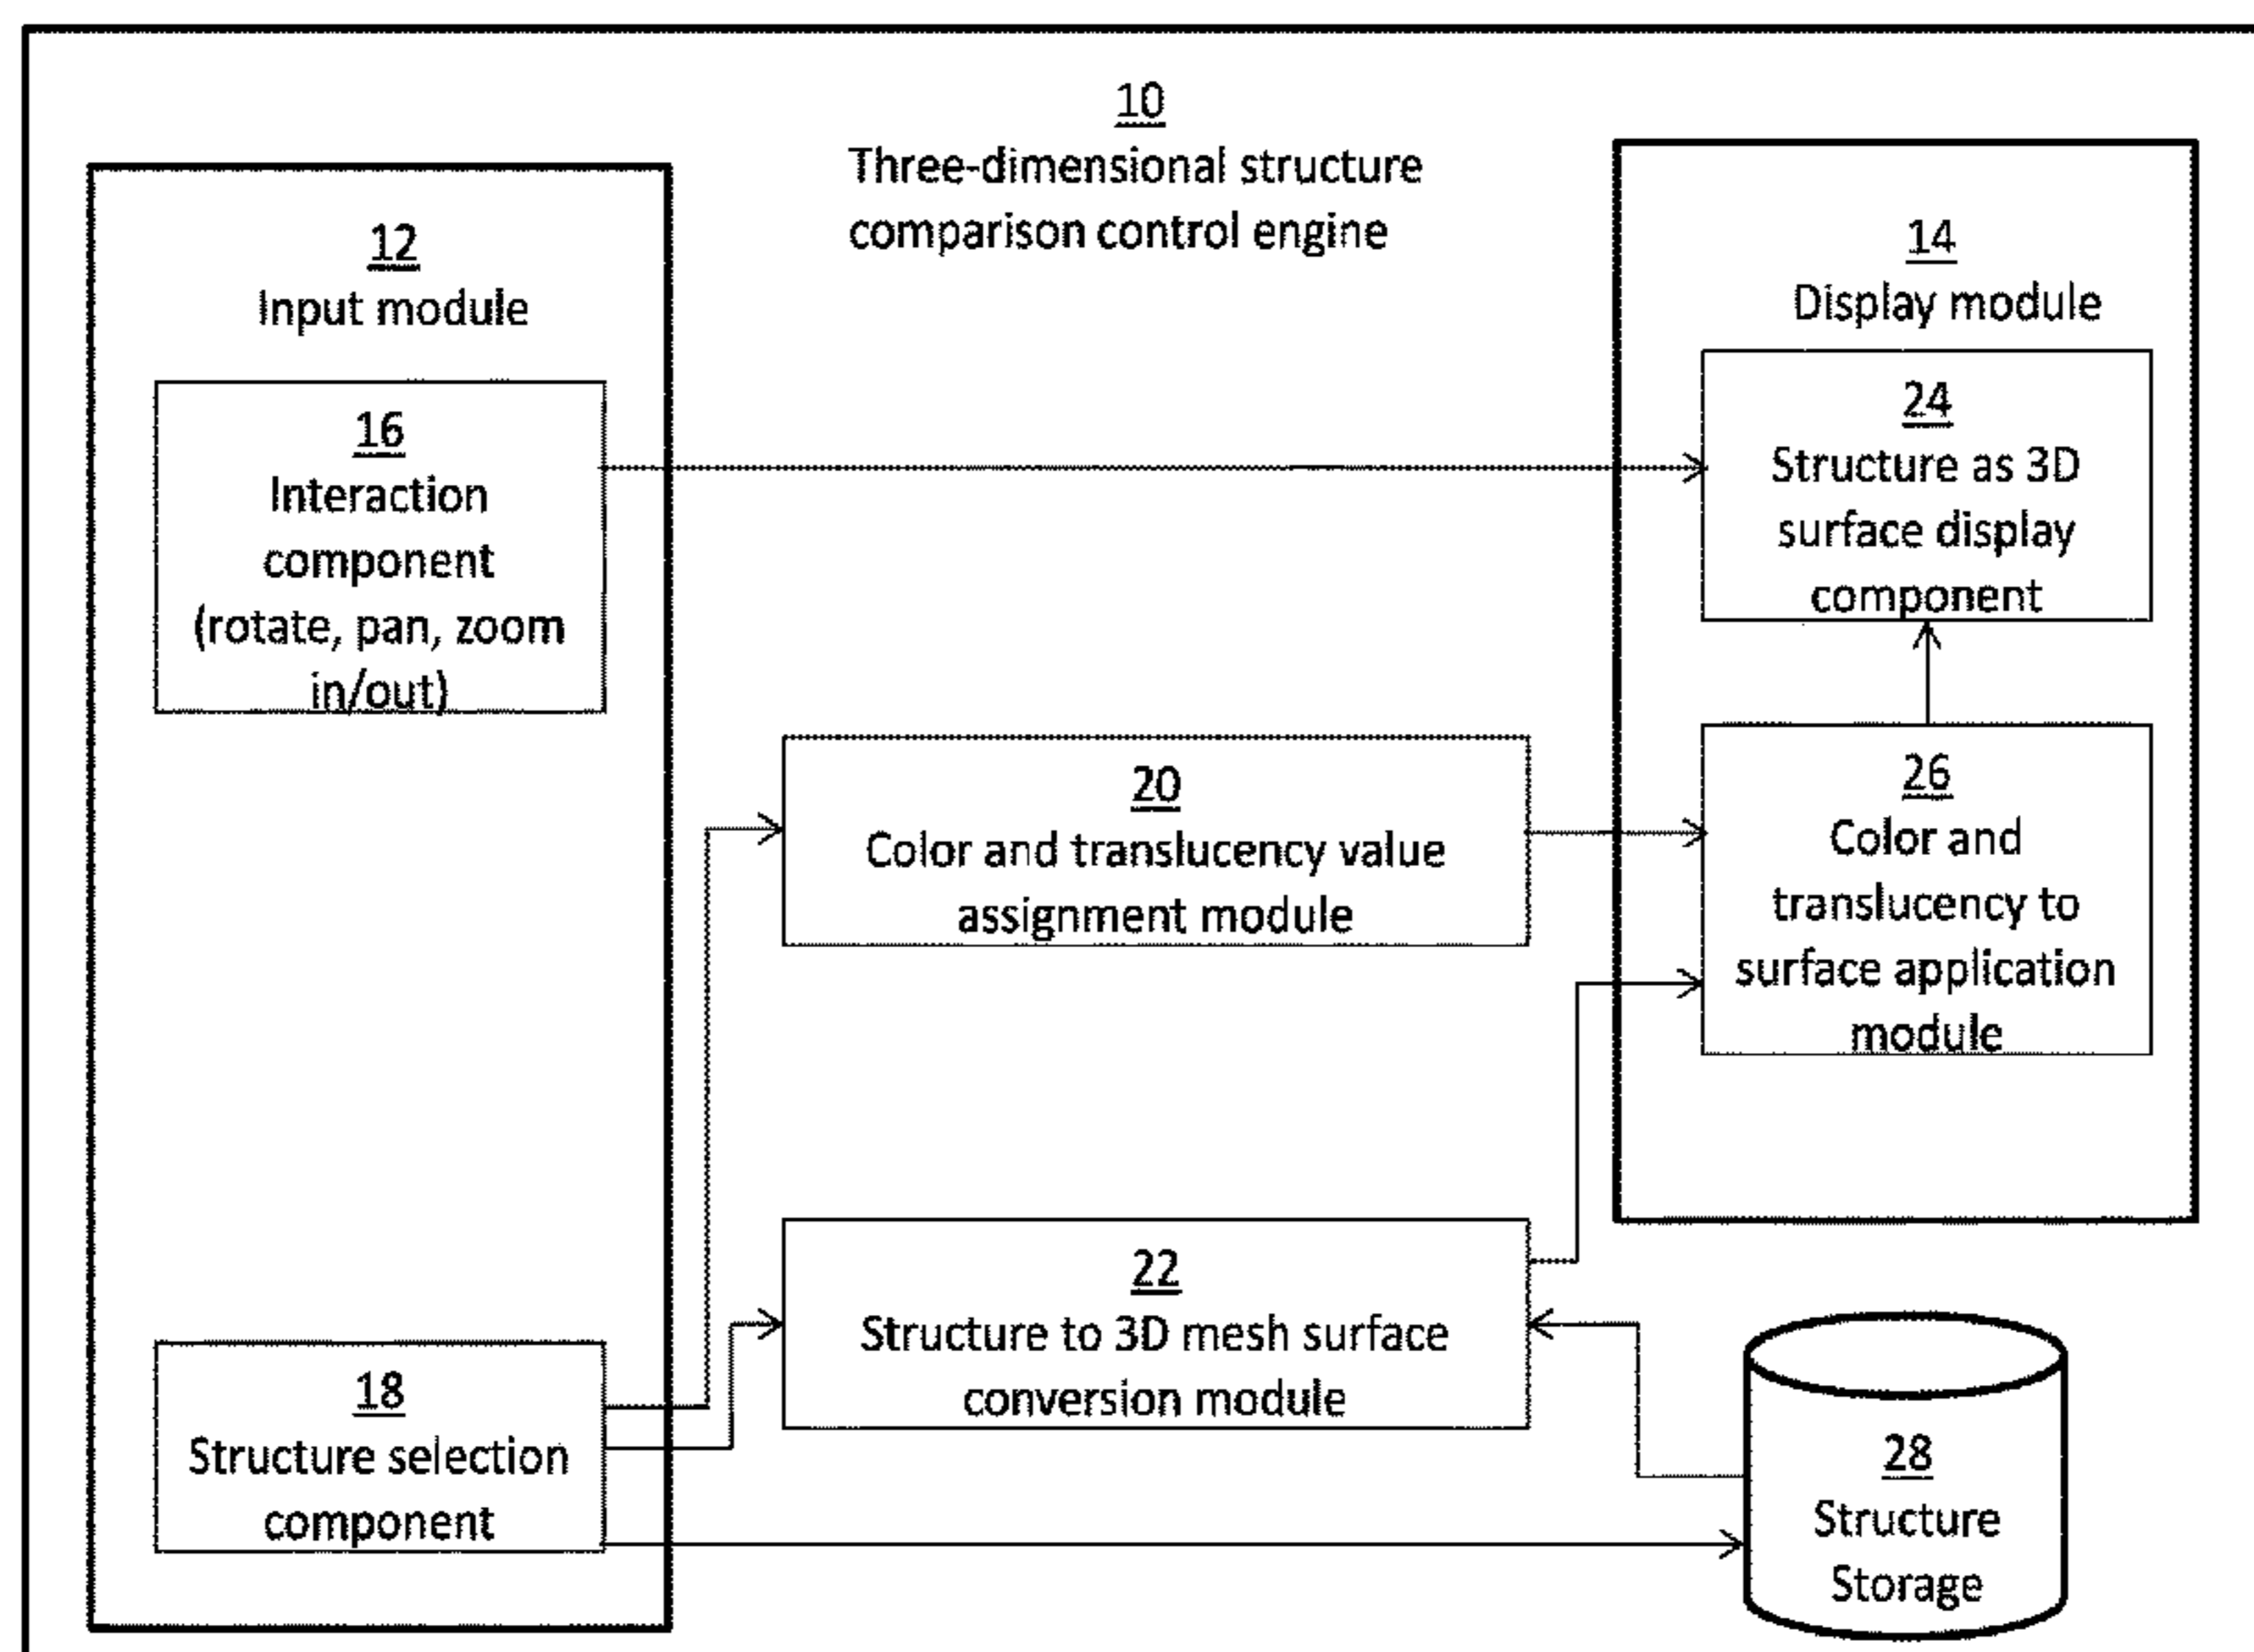 10
Three-dimensional structure
comparison control engine
12
Input module
16
Interaction
component
(rotate, pan, zoom
in/out)
18
Structure selection
component
20
Color and translucency value
assignment module
22
Structure to 3D mesh surface
conversion module
14
Display module
24
Structure as 3D
surface display
component
26
Color and
translucency to
surface application
module
28
Structure
Storage